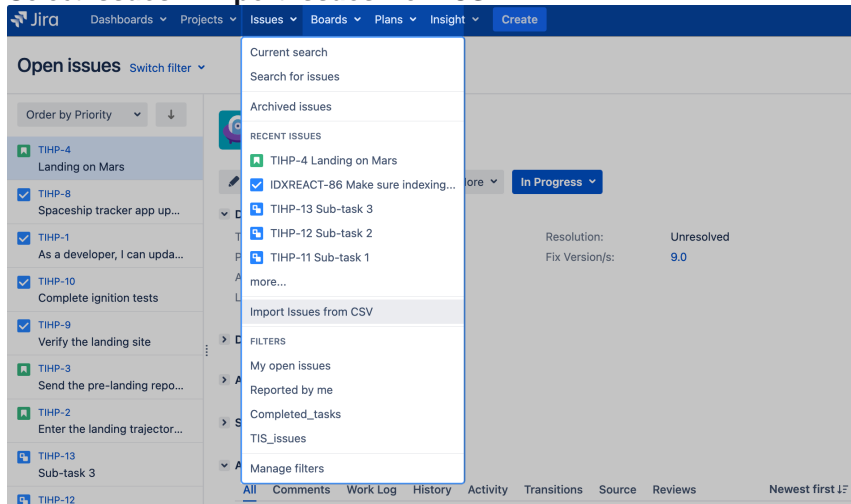 Jira Dashboards Projects Issues Boards Plans Insight Create
Open issues Switch filter
Order by Priority
TIHP-4
Landing on Mars
TIHP-8
Spaceship tracker app up...
TIHP-1
As a developer, I can upda...
TIHP-10
Complete ignition tests
TIHP-9
Verify the landing site
TIHP-3
Send the pre-landing repo...
TIHP-2
Enter the landing trajector...
TIHP-13
Sub-task 3
TIHP-12
Current search
Search for issues
Archived issues
RECENT ISSUES
TIHP-4 Landing on Mars
IDXREACT-86 Make sure indexing...
TIHP-13 Sub-task 3
TIHP-12 Sub-task 2
TIHP-11 Sub-task 1
more...
Import Issues from CSV
FILTERS
My open issues
Reported by me
Completed_tasks
TIS_issues
Manage filters
In Progress
Resolution: Unresolved
Fix Version/s: 9.0
All Comments Work Log History Activity Transitions Source Reviews Newest first